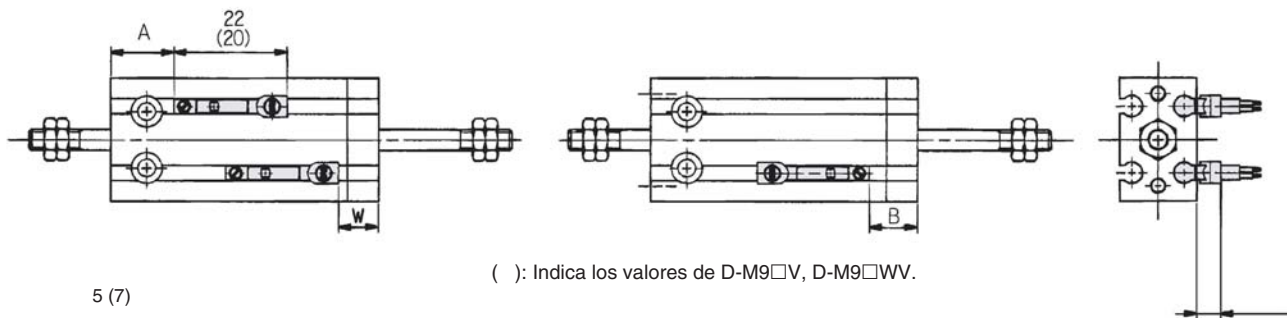 A
22
(20)
W
B
( ): Indica los valores de D-M9□V, D-M9□WV.
5 (7)